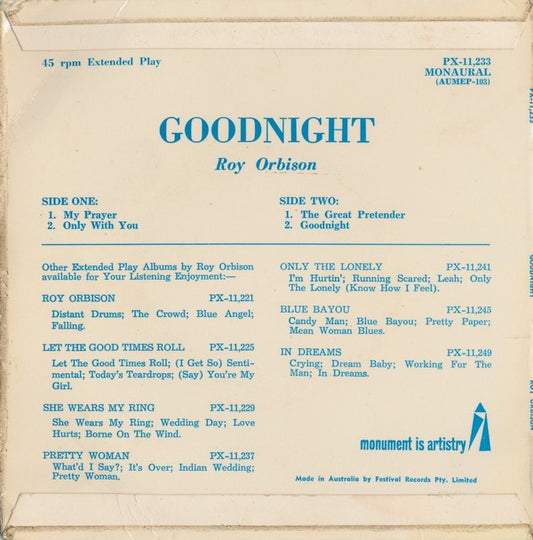 45 rpm Extended Play
PX-11,233
MONAURAL
(AUMEP-103)
GOODNIGHT
Roy Orbison
SIDE ONE:
1. My Prayer
2. Only With You
SIDE TWO:
1. The Great Pretender
2. Goodnight
Other Extended Play Albums by Roy Orbison
available for Your Listening Enjoyment:—
ROY ORBISON PX-11,221
Distant Drums; The Crowd; Blue Angel;
Falling.
LET THE GOOD TIMES ROLL PX-11,225
Let The Good Times Roll; (I Get So) Senti-
mental; Today's Teardrops; (Say) You're My
Girl.
SHE WEARS MY RING PX-11,229
She Wears My Ring; Wedding Day; Love
Hurts; Borne On The Wind.
PRETTY WOMAN PX-11,237
What'd I Say?; It's Over; Indian Wedding;
Pretty Woman.
ONLY THE LONELY PX-11,241
I'm Hurtin'; Running Scared; Leah; Only
The Lonely (Know How I Feel).
BLUE BAYOU PX-11,245
Candy Man; Blue Bayou; Pretty Paper;
Mean Woman Blues.
IN DREAMS PX-11,249
Crying; Dream Baby; Working For The
Man; In Dreams.
monument is artistry
Made in Australia by Festival Records Pty. Limited